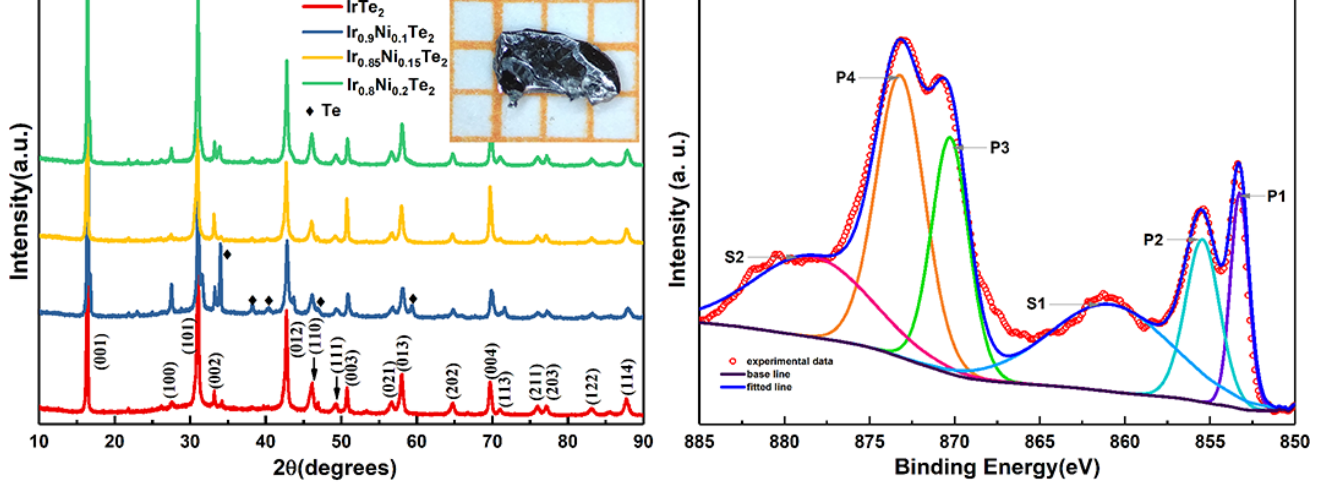 IrTe2
Ir0.9Ni0.1Te2
Ir0.85Ni0.15Te2
Ir0.8Ni0.2Te2
Te
Intensity(a.u.)
(001)
(100)
(101)
(002)
(012)
(110)
(111)
(003)
(021)
(013)
(202)
(004)
(113)
(211)
(203)
(122)
(114)
10 20 30 40 50 60 70 80 90
2θ(degrees)
Intensity (a. u.)
P4
P3
P1
P2
S2
S1
experimental data
base line
fitted line
885 880 875 870 865 860 855 850
Binding Energy(eV)